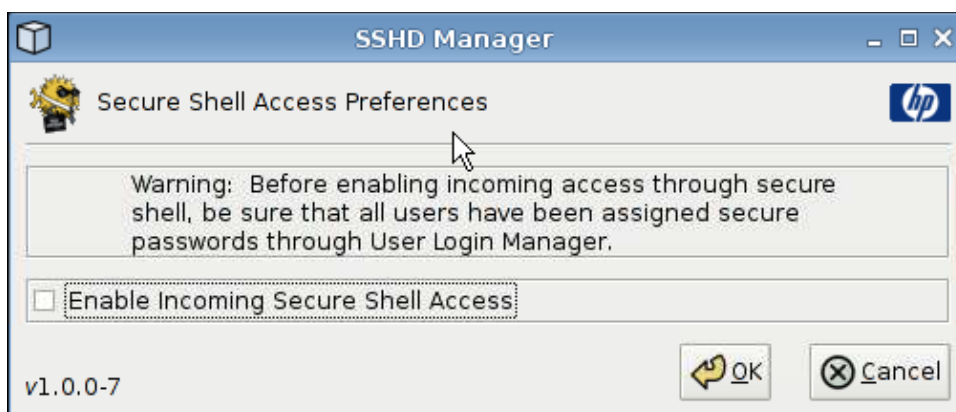 SSHD Manager
Secure Shell Access Preferences
hp
Warning:  Before enabling incoming access through secure
shell, be sure that all users have been assigned secure
passwords through User Login Manager.
Enable Incoming Secure Shell Access
v1.0.0-7
OK
Cancel